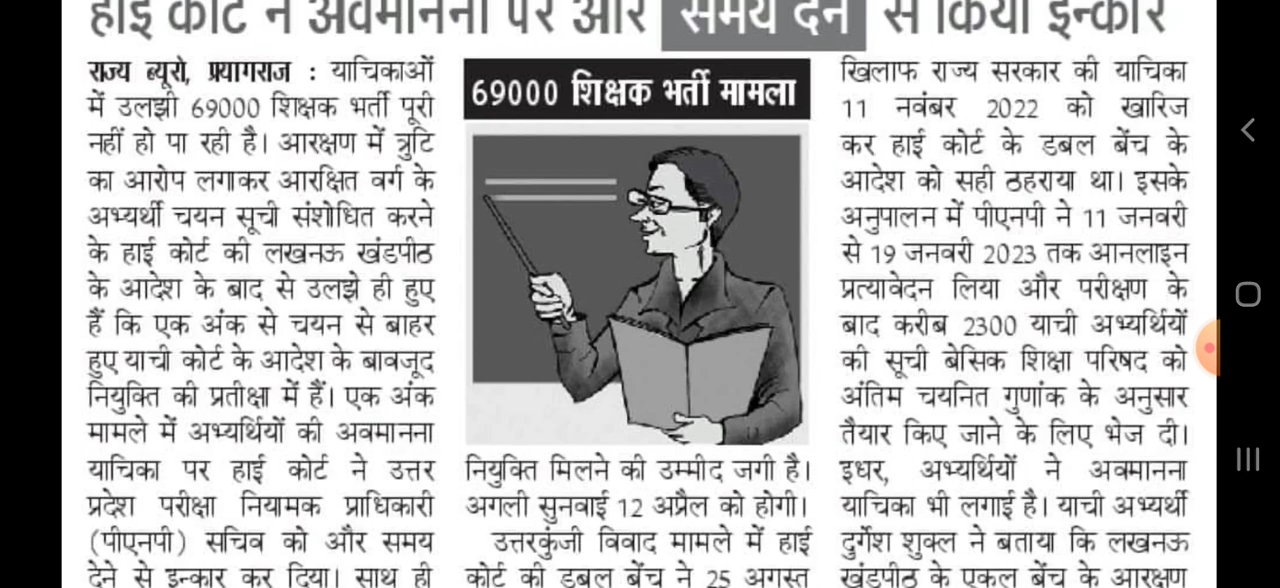 हाई कोर्ट ने अवमानना पर और समय देने से किया इन्कार
राज्य ब्यूरो, प्रयागराज : याचिकाओं
में उलझी 69000 शिक्षक भर्ती पूरी
नहीं हो पा रही है। आरक्षण में त्रुटि
का आरोप लगाकर आरक्षित वर्ग के
अभ्यर्थी चयन सूची संशोधित करने
के हाई कोर्ट की लखनऊ खंडपीठ
के आदेश के बाद से उलझे ही हुए
हैं कि एक अंक से चयन से बाहर
हुए याची कोर्ट के आदेश के बावजूद
नियुक्ति की प्रतीक्षा में हैं। एक अंक
मामले में अभ्यर्थियों की अवमानना
याचिका पर हाई कोर्ट ने उत्तर
प्रदेश परीक्षा नियामक प्राधिकारी
(पीएनपी) सचिव को और समय
देने से इन्कार कर दिया। साथ ही
69000 शिक्षक भर्ती मामला
नियुक्ति मिलने की उम्मीद जगी है।
अगली सुनवाई 12 अप्रैल को होगी।
उत्तरकुंजी विवाद मामले में हाई
कोर्ट की डबल बेंच ने 25 अगस्त
खिलाफ राज्य सरकार की याचिका
11 नवंबर 2022 को खारिज
कर हाई कोर्ट के डबल बेंच के
आदेश को सही ठहराया था। इसके
अनुपालन में पीएनपी ने 11 जनवरी
से 19 जनवरी 2023 तक आनलाइन
प्रत्यावेदन लिया और परीक्षण के
बाद करीब 2300 याची अभ्यर्थियों
की सूची बेसिक शिक्षा परिषद को
अंतिम चयनित गुणांक के अनुसार
तैयार किए जाने के लिए भेज दी।
इधर, अभ्यर्थियों ने अवमानना
याचिका भी लगाई है। याची अभ्यर्थी
दुर्गेश शुक्ल ने बताया कि लखनऊ
खंडपीठ के एकल बेंच के आरक्षण